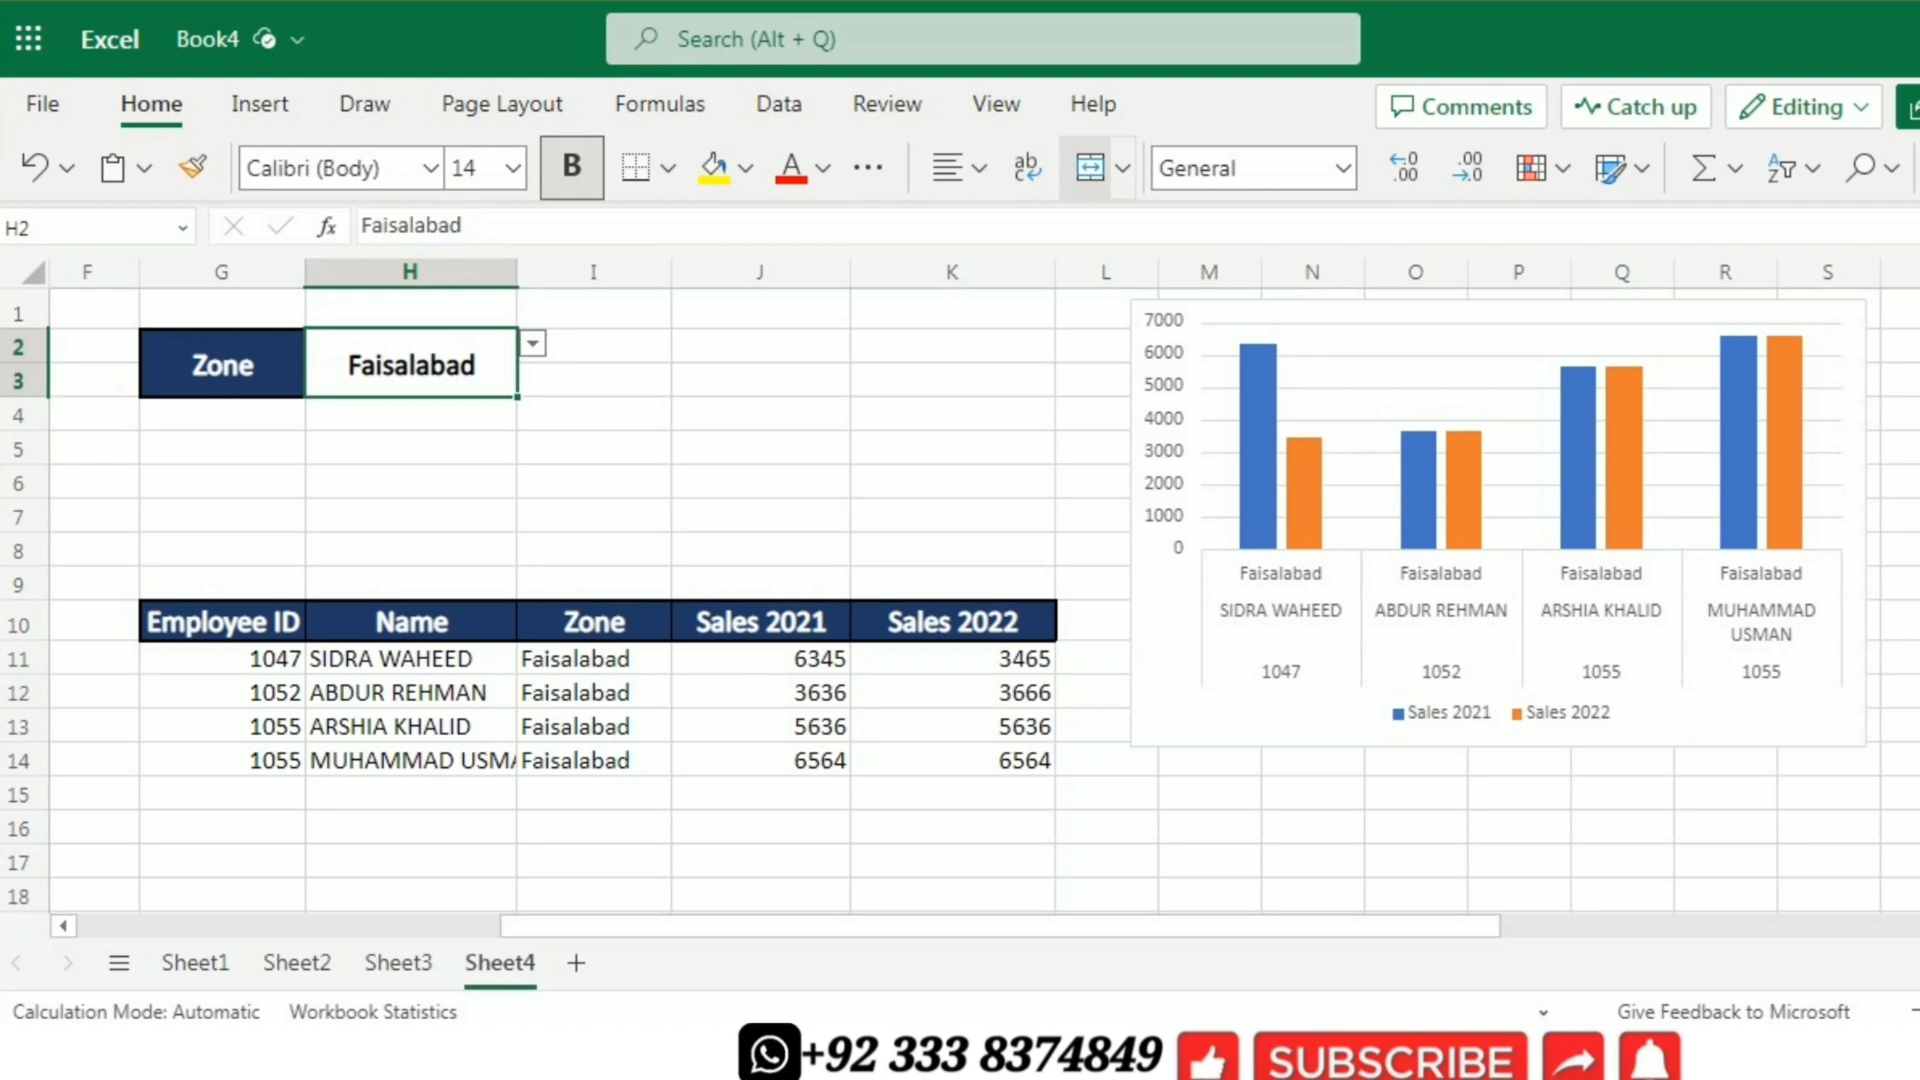 Excel Book4 Search (Alt + Q)
File Home Insert Draw Page Layout Formulas Data Review View Help Comments Catch up Editing
Calibri (Body) 14 B A ... ab General
H2 fx Faisalabad
F G H I J K L M N O P Q R S
1
2
3
Zone Faisalabad
4
5
6
7
8
9
10 Employee ID Name Zone Sales 2021 Sales 2022
11 1047 SIDRA WAHEED Faisalabad 6345 3465
12 1052 ABDUR REHMAN Faisalabad 3636 3666
13 1055 ARSHIA KHALID Faisalabad 5636 5636
14 1055 MUHAMMAD USMA Faisalabad 6564 6564
15
16
17
18
7000
6000
5000
4000
3000
2000
1000
0
Faisalabad Faisalabad Faisalabad Faisalabad
SIDRA WAHEED ABDUR REHMAN ARSHIA KHALID MUHAMMAD
USMAN
1047 1052 1055 1055
Sales 2021 Sales 2022
Sheet1 Sheet2 Sheet3 Sheet4
Calculation Mode: Automatic Workbook Statistics Give Feedback to Microsoft
+92 333 8374849 SUBSCRIBE